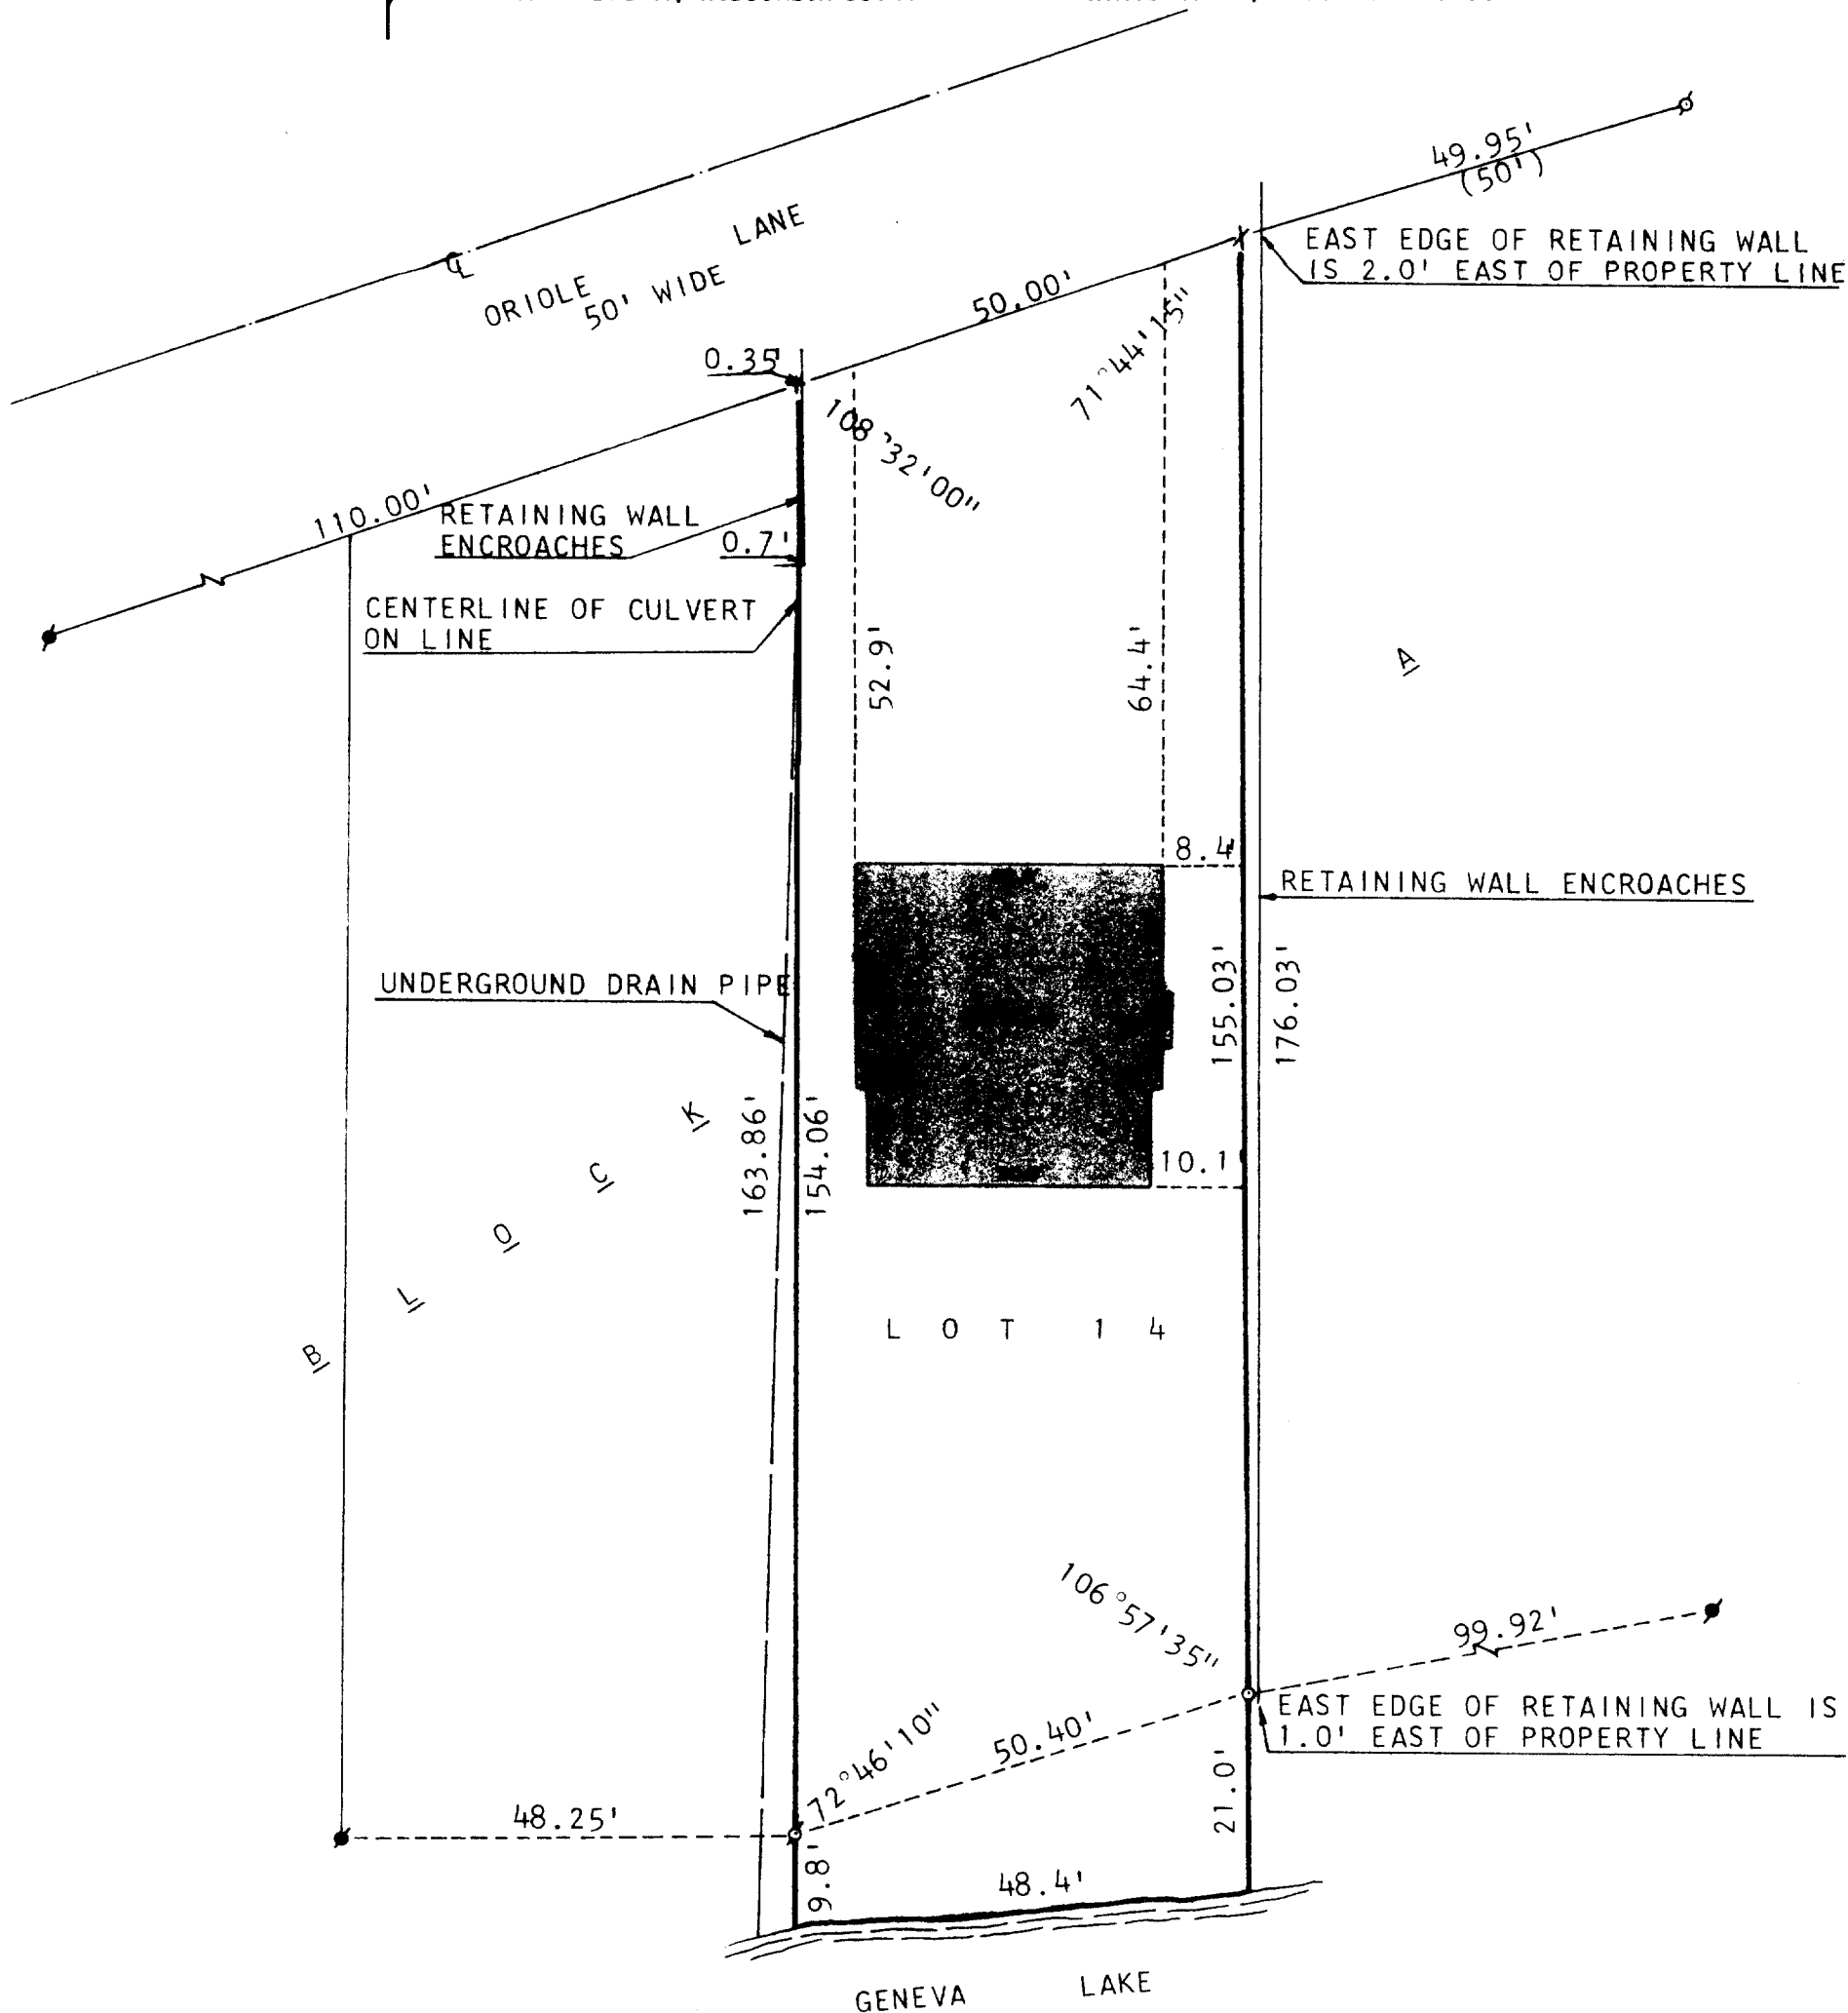 49.95'
(50')
EAST EDGE OF RETAINING WALL
IS 2.0' EAST OF PROPERTY LINE
ORIOLE LANE
50' WIDE
50.00'
71°44'15"
0.35'
108°32'00"
110.00'
RETAINING WALL
ENCROACHES
0.7'
CENTERLINE OF CULVERT
ON LINE
52.9'
64.4'
8.4'
RETAINING WALL ENCROACHES
155.03'
176.03'
UNDERGROUND DRAIN PIPE
163.86'
154.06'
10.1'
BLOCK A
LOT 14
106°57'35"
99.92'
EAST EDGE OF RETAINING WALL IS
1.0' EAST OF PROPERTY LINE
72°46'10"
50.40'
21.0'
48.25'
9.8'
48.4'
GENEVA LAKE